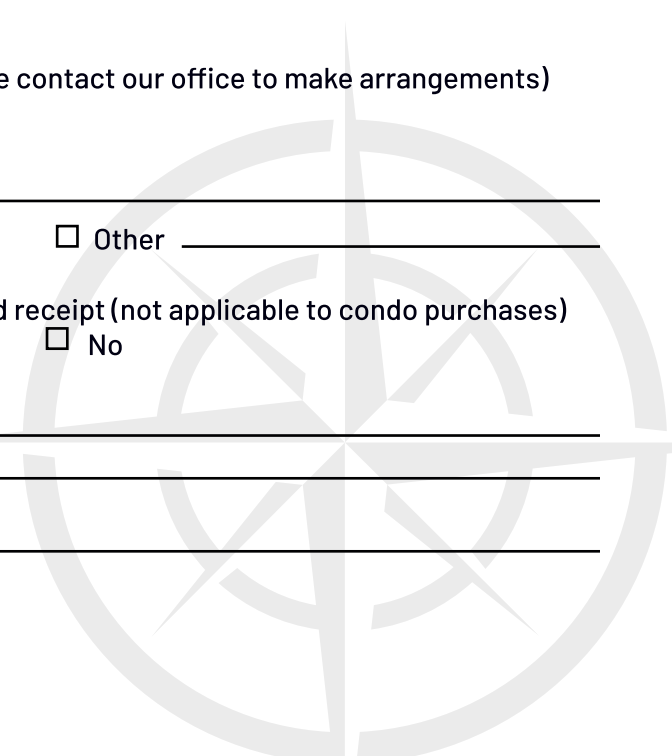 contact our office to make arrangements)
☐ Other
receipt (not applicable to condo purchases)
☐ No